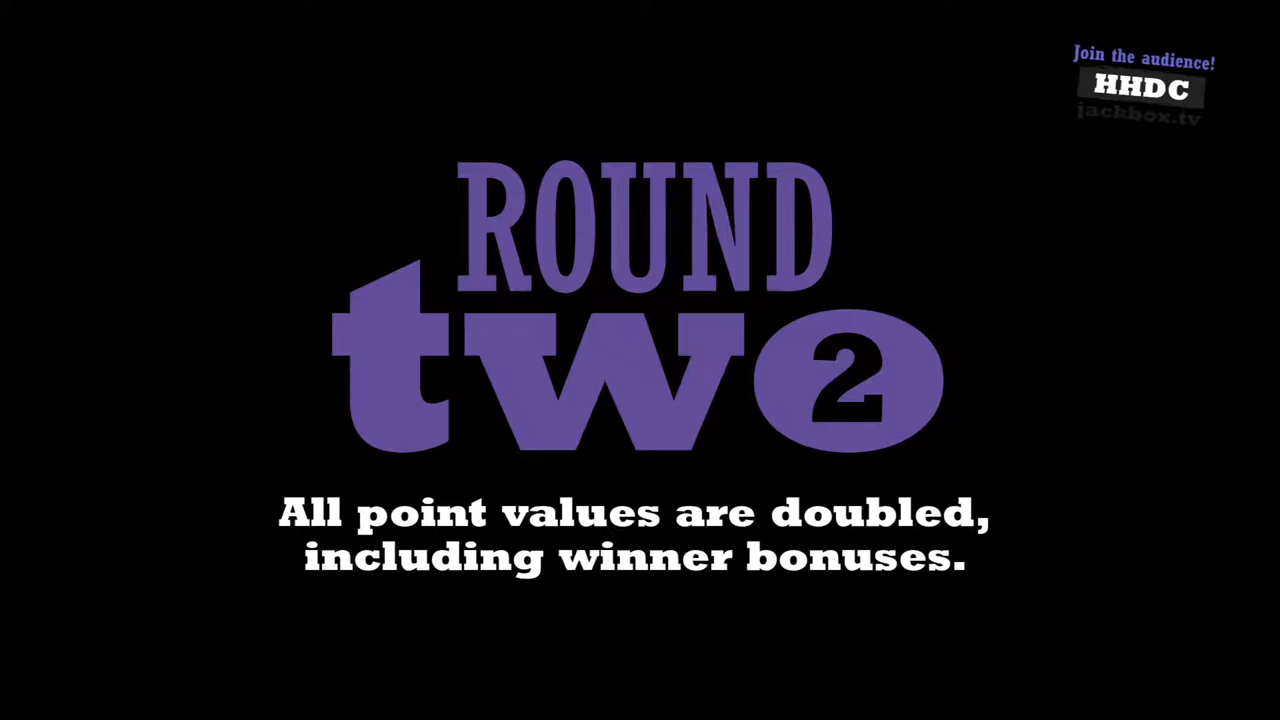 Join the audience!
HHDC
jackbox.tv
ROUND
two
2
All point values are doubled,
including winner bonuses.